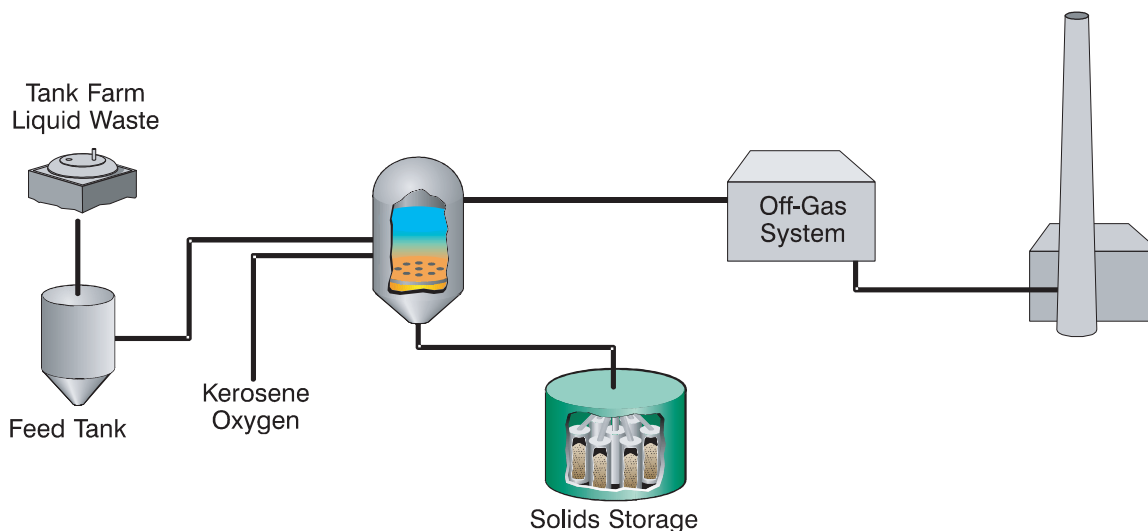 Tank Farm
Liquid Waste
Off-Gas
System
Kerosene
Oxygen
Feed Tank
Solids Storage